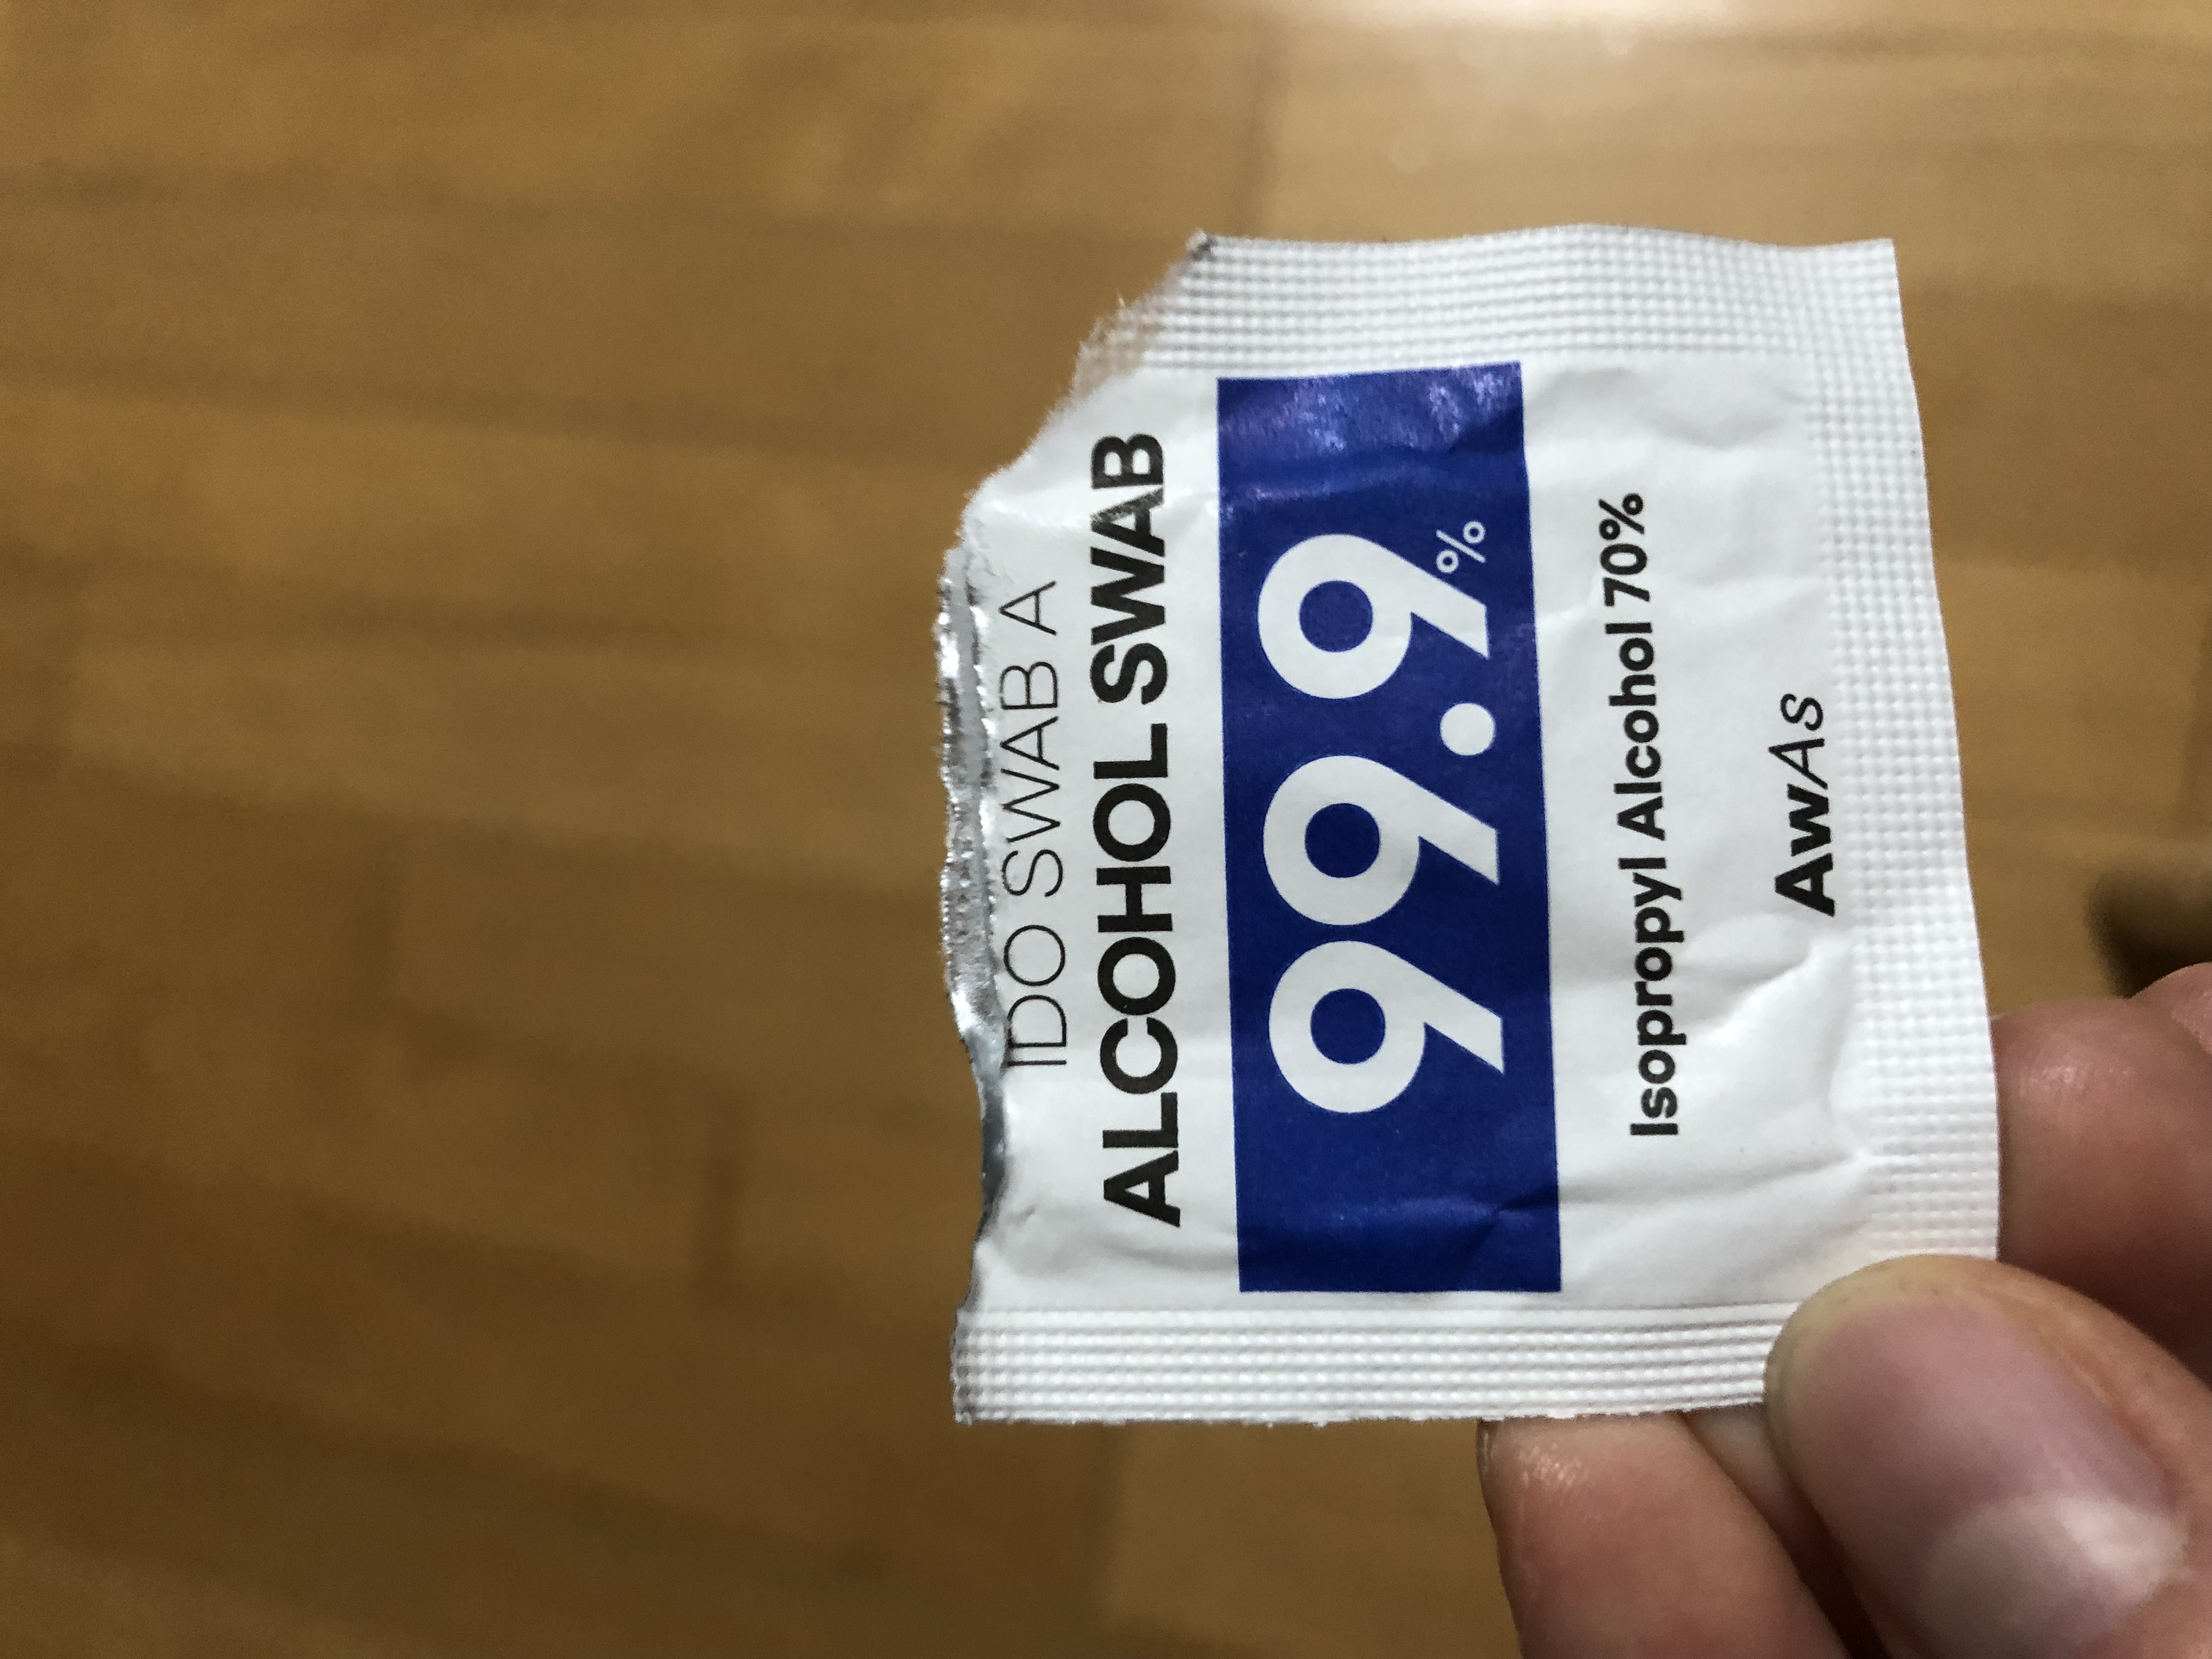 IDO SWAB A
ALCOHOL SWAB
99.9%
Isopropyl Alcohol 70%
AWAS